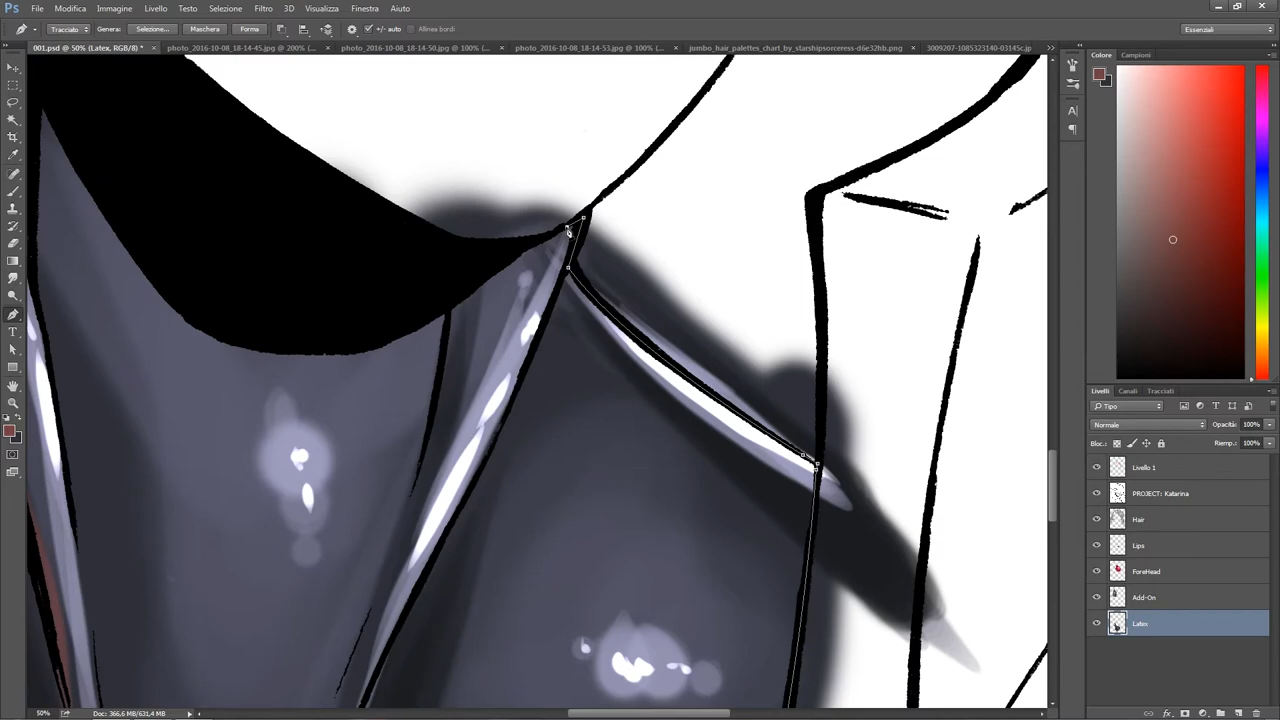 Ps File Modifica Immagine Livello Testo Selezione Filtro 3D Visualizza Finestra Aiuto
Tracciato Genera: Selezione... Maschera Forma +/- auto Allinea bordi Essenziali
001.psd @ 50% (Latex, RGB/8) * × photo_2016-10-08_18-14-45.jpg @ 200% (... × photo_2016-10-08_18-14-50.jpg @ 100% (... × photo_2016-10-08_18-14-53.jpg @ 100% (... × jumbo_hair_palettes_chart_by_starshipsorceress-d6e32bb.png × 3009207-1085323140-03145c.jp >>
Colore Campioni
Livelli Canali Tracciati
Tipo
Normale Opacità: 100%
Bloc.: Riemp.: 100%
Livello 1
PROJECT: Katarina
Hair
Lips
ForeHead
Add-On
Latex
50% Doc: 366,6 MB/631,4 MB
fx